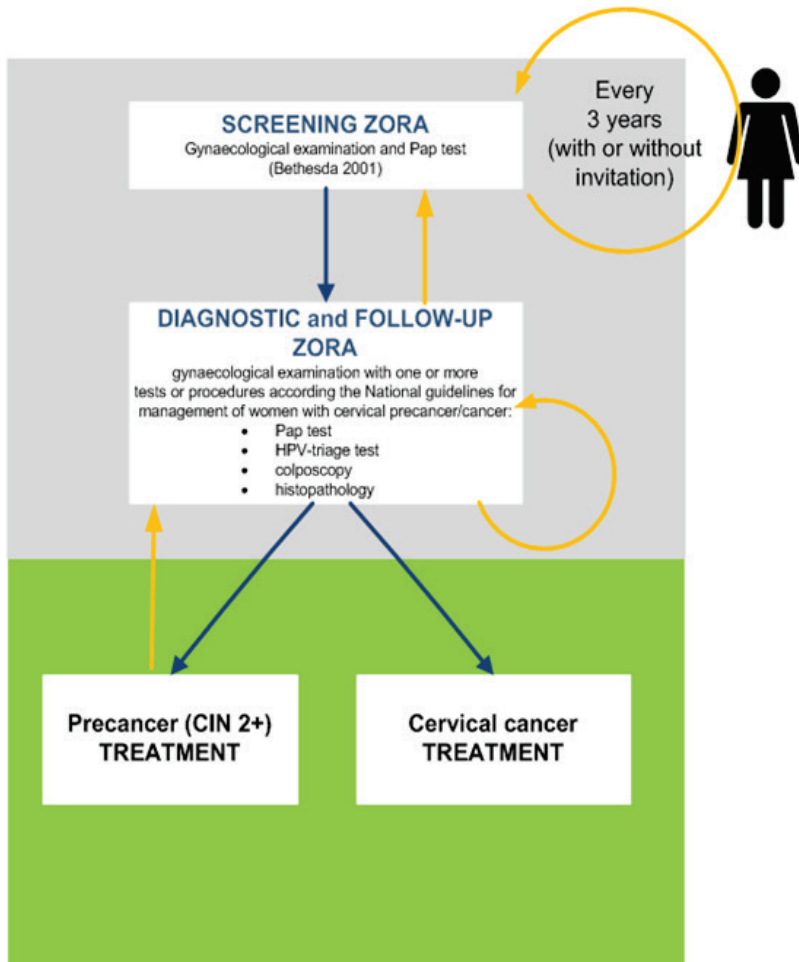 Every
3 years
(with or without
invitation)
SCREENING ZORA
Gynaecological examination and Pap test
(Bethesda 2001)
DIAGNOSTIC and FOLLOW-UP
ZORA
gynaecological examination with one or more
tests or procedures according the National guidelines for
management of women with cervical precancer/cancer:
• Pap test
• HPV-triage test
• colposcopy
• histopathology
Precancer (CIN 2+)
TREATMENT
Cervical cancer
TREATMENT